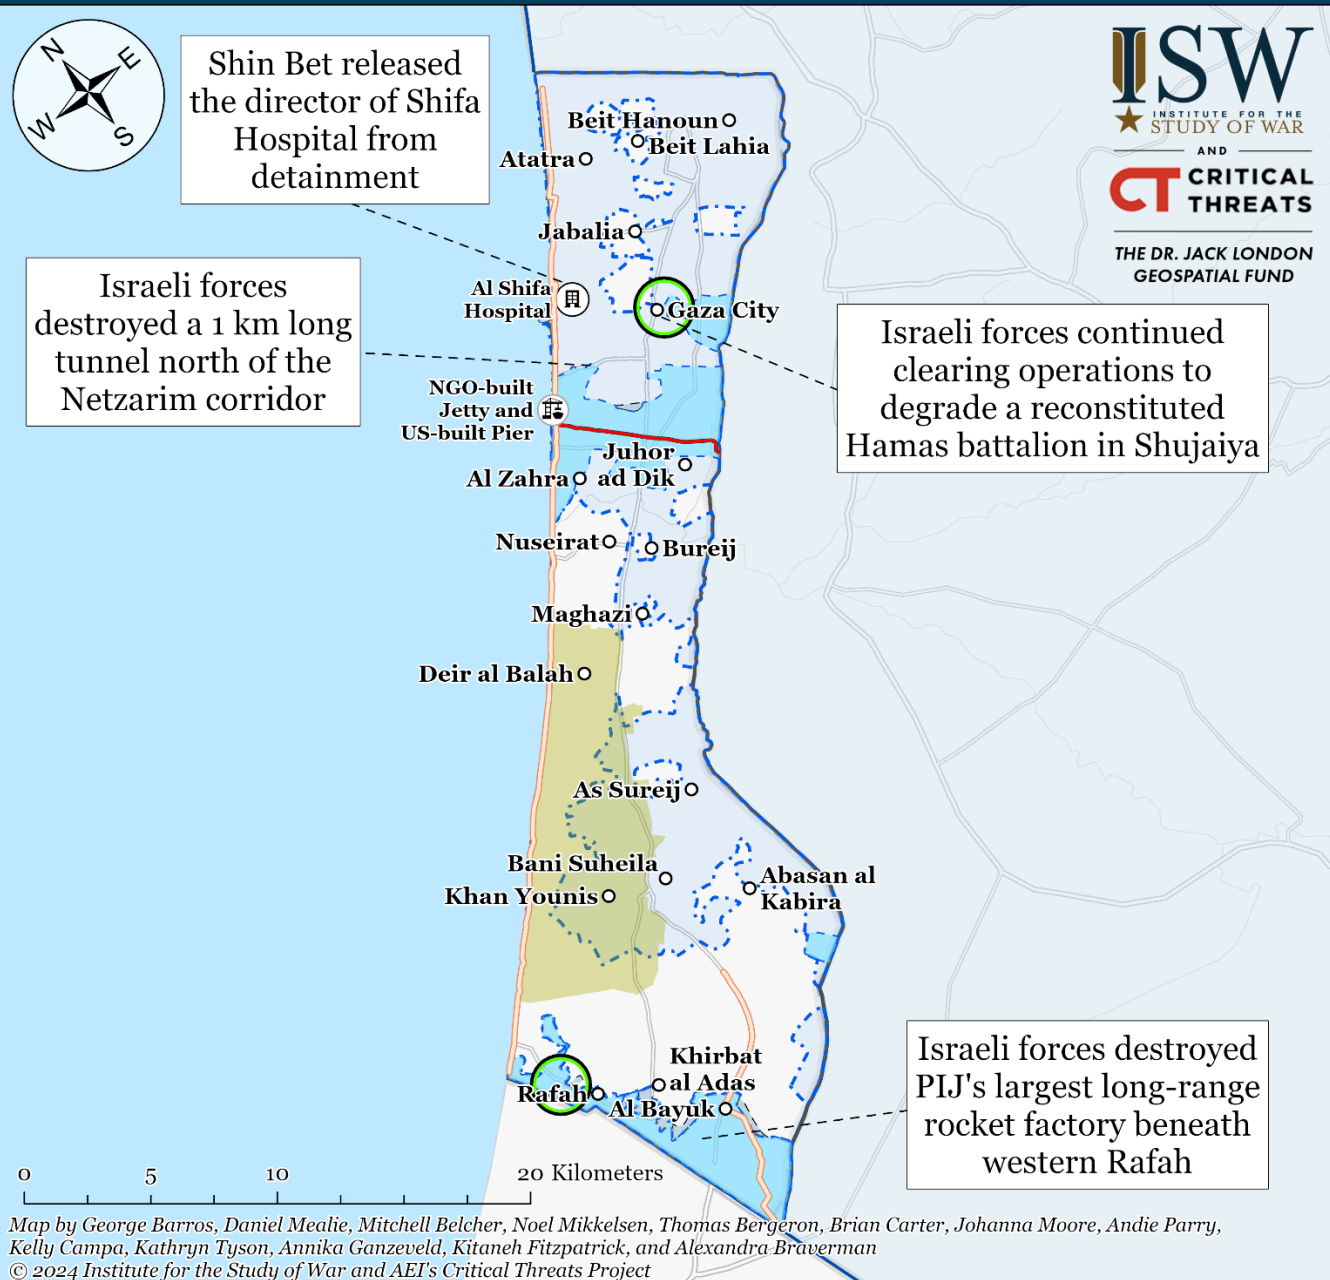 N
E
W
S
Shin Bet released
the director of Shifa
Hospital from
detainment
ISW
INSTITUTE FOR THE
STUDY OF WAR
AND
CT CRITICAL
THREATS
THE DR. JACK LONDON
GEOSPATIAL FUND
Beit Hanoun
Beit Lahia
Atatra
Jabalia
Israeli forces
destroyed a 1 km long
tunnel north of the
Netzarim corridor
Al Shifa
Hospital
Gaza City
Israeli forces continued
clearing operations to
degrade a reconstituted
Hamas battalion in Shujaiya
NGO-built
Jetty and
US-built Pier
Juhor
ad Dik
Al Zahra
Nuseirat
Bureij
Maghazi
Deir al Balah
As Sureij
Bani Suheila
Abasan al
Kabira
Khan Younis
Khirbat
al Adas
Rafah
Al Bayuk
Israeli forces destroyed
PIJ's largest long-range
rocket factory beneath
western Rafah
0 5 10 20 Kilometers
Map by George Barros, Daniel Mealie, Mitchell Belcher, Noel Mikkelsen, Thomas Bergeron, Brian Carter, Johanna Moore, Andie Parry,
Kelly Campa, Kathryn Tyson, Annika Ganzeveld, Kitaneh Fitzpatrick, and Alexandra Braverman
© 2024 Institute for the Study of War and AEI's Critical Threats Project